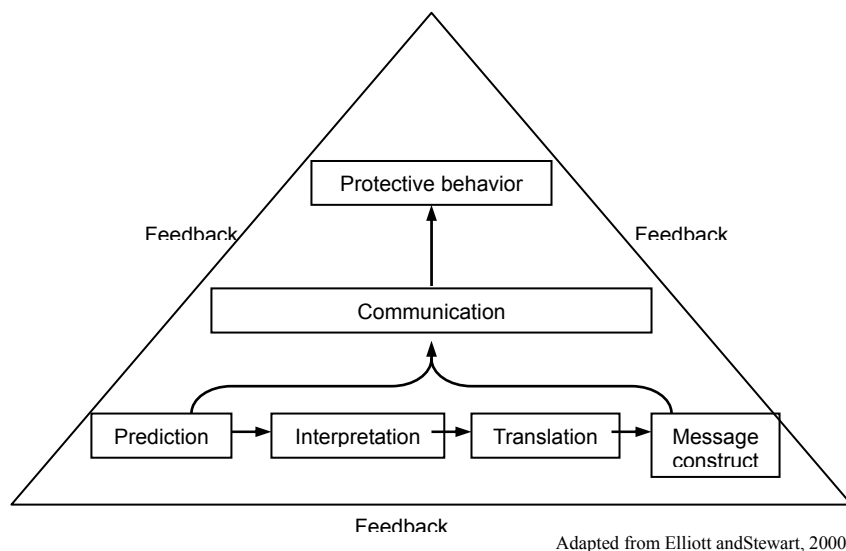 Protective behavior
Feedback
Feedback
Communication
Prediction
Interpretation
Translation
Message
construct
Feedback
Adapted from Elliott andStewart, 2000